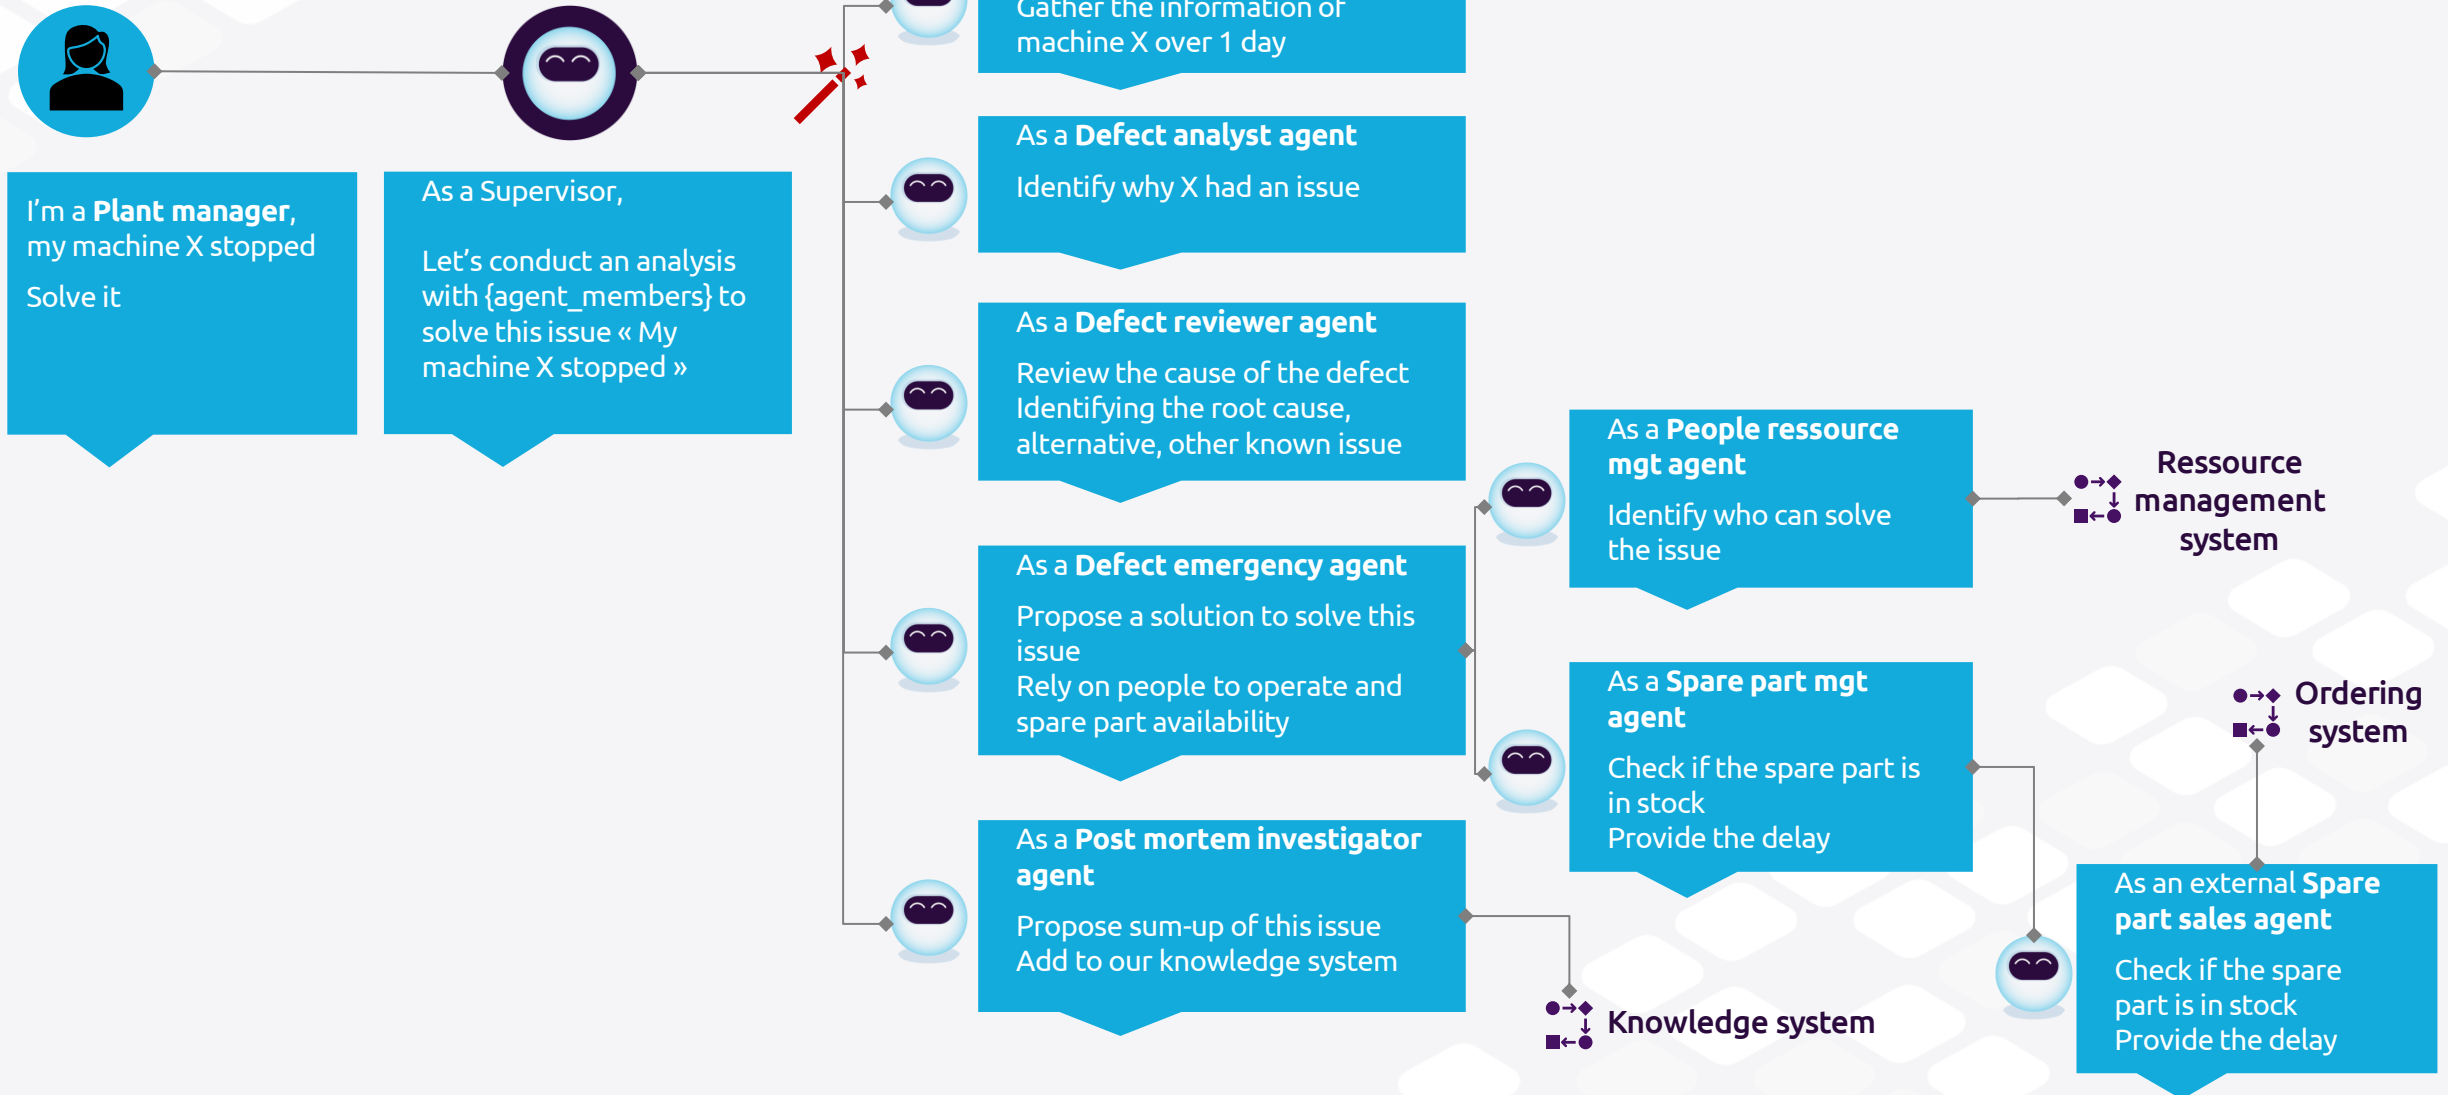 I'm a Plant manager,
my machine X stopped
Solve it
As a Supervisor,
Let's conduct an analysis
with {agent_members} to
solve this issue « My
machine X stopped »
Gather the information of
machine X over 1 day
As a Defect analyst agent
Identify why X had an issue
As a Defect reviewer agent
Review the cause of the defect
Identifying the root cause,
alternative, other known issue
As a Defect emergency agent
Propose a solution to solve this
issue
Rely on people to operate and
spare part availability
As a Post mortem investigator
agent
Propose sum-up of this issue
Add to our knowledge system
Knowledge system
As a People ressource
mgt agent
Identify who can solve
the issue
Ressource
management
system
As a Spare part mgt
agent
Check if the spare part is
in stock
Provide the delay
Ordering
system
As an external Spare
part sales agent
Check if the spare
part is in stock
Provide the delay